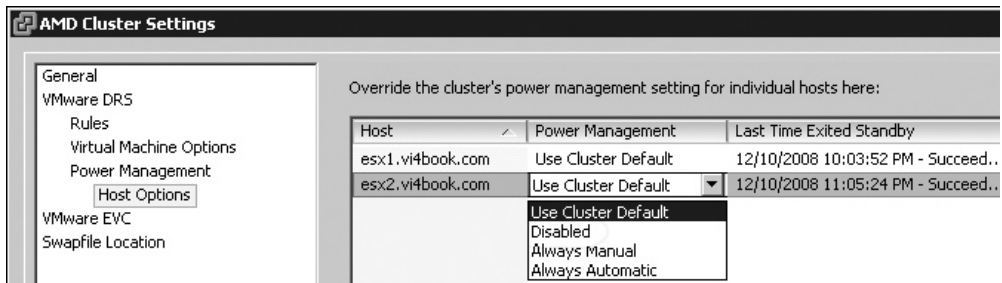 AMD Cluster Settings
General
VMware DRS
Rules
Virtual Machine Options
Power Management
Host Options
VMware EVC
Swapfile Location
Override the cluster's power management setting for individual hosts here:
Host Power Management Last Time Exited Standby
esx1.vi4book.com Use Cluster Default 12/10/2008 10:03:52 PM - Succeed..
esx2.vi4book.com Use Cluster Default 12/10/2008 11:05:24 PM - Succeed..
Use Cluster Default
Disabled
Always Manual
Always Automatic